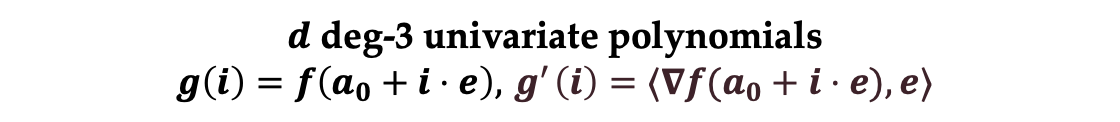 d deg-3 univariate polynomials
g(i) = f(a₀ + i · e), g′(i) = ⟨∇f(a₀ + i · e), e⟩